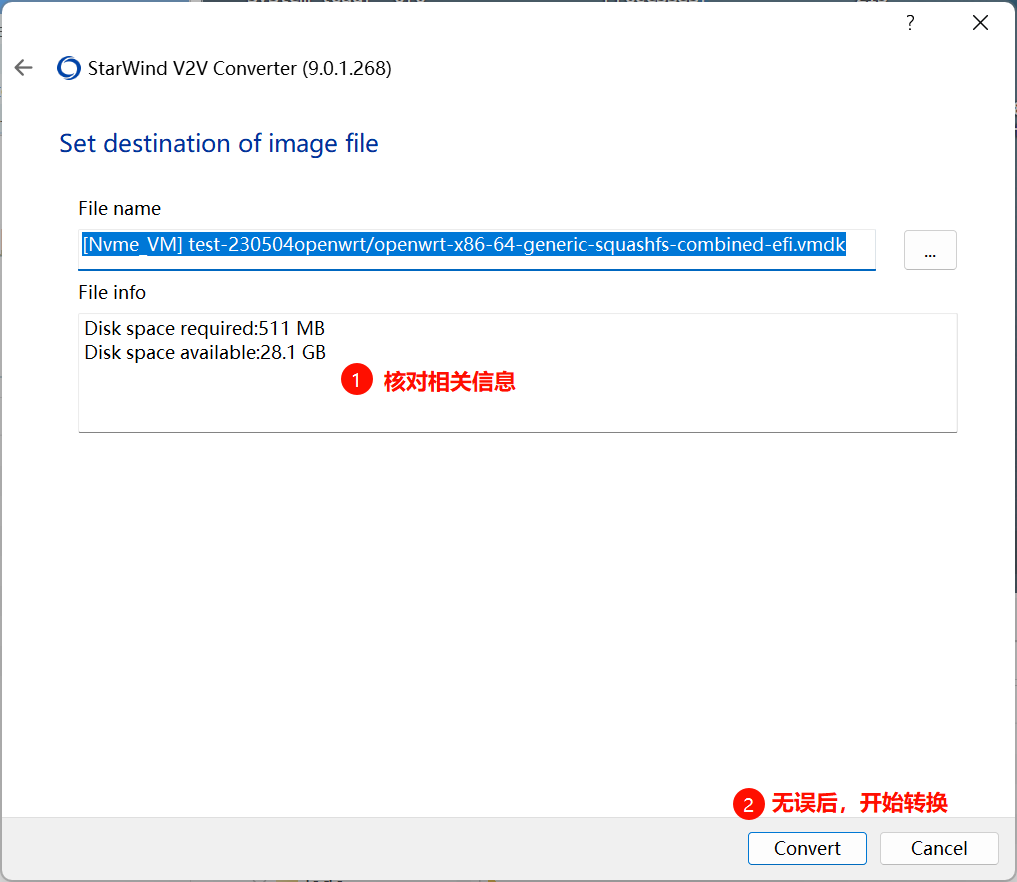 ?
StarWind V2V Converter (9.0.1.268)
Set destination of image file
File name
[Nvme_VM] test-230504openwrt/openwrt-x86-64-generic-squashfs-combined-efi.vmdk
...
File info
Disk space required:511 MB
Disk space available:28.1 GB
1 核对相关信息
2 无误后，开始转换
Convert
Cancel